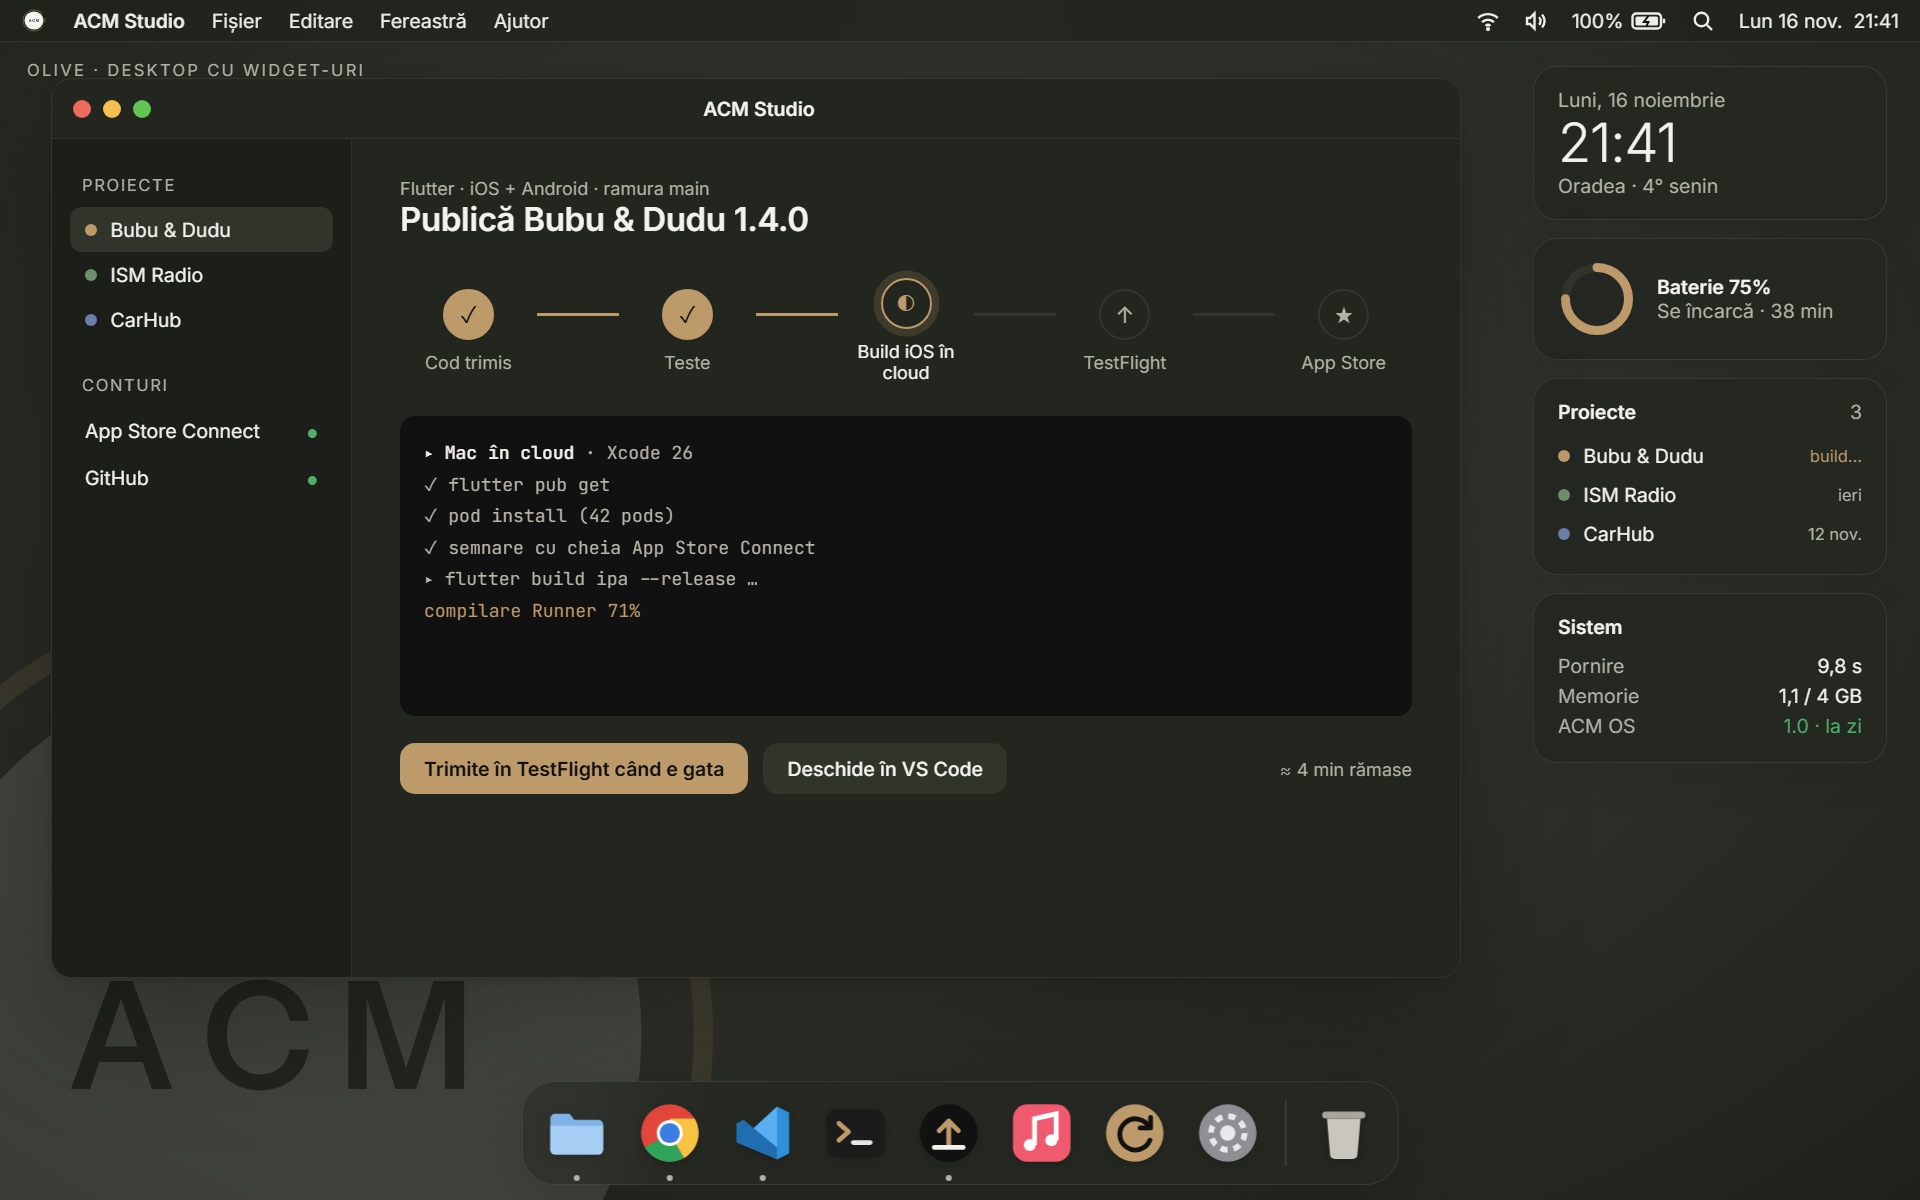 ACM
ACM Studio Fișier Editare Fereastră Ajutor
100% Lun 16 nov. 21:41
OLIVE · DESKTOP CU WIDGET-URI
ACM Studio
PROIECTE
Bubu & Dudu
ISM Radio
CarHub
CONTURI
App Store Connect
GitHub
Flutter · iOS + Android · ramura main
Publică Bubu & Dudu 1.4.0
Cod trimis
Teste
Build iOS în
cloud
TestFlight
App Store
▸ Mac în cloud · Xcode 26
✓ flutter pub get
✓ pod install (42 pods)
✓ semnare cu cheia App Store Connect
▸ flutter build ipa --release …
compilare Runner 71%
Trimite în TestFlight când e gata
Deschide în VS Code
≈ 4 min rămase
Luni, 16 noiembrie
21:41
Oradea · 4° senin
Baterie 75%
Se încarcă · 38 min
Proiecte 3
Bubu & Dudu build...
ISM Radio ieri
CarHub 12 nov.
Sistem
Pornire 9,8 s
Memorie 1,1 / 4 GB
ACM OS 1.0 · la zi
ACM